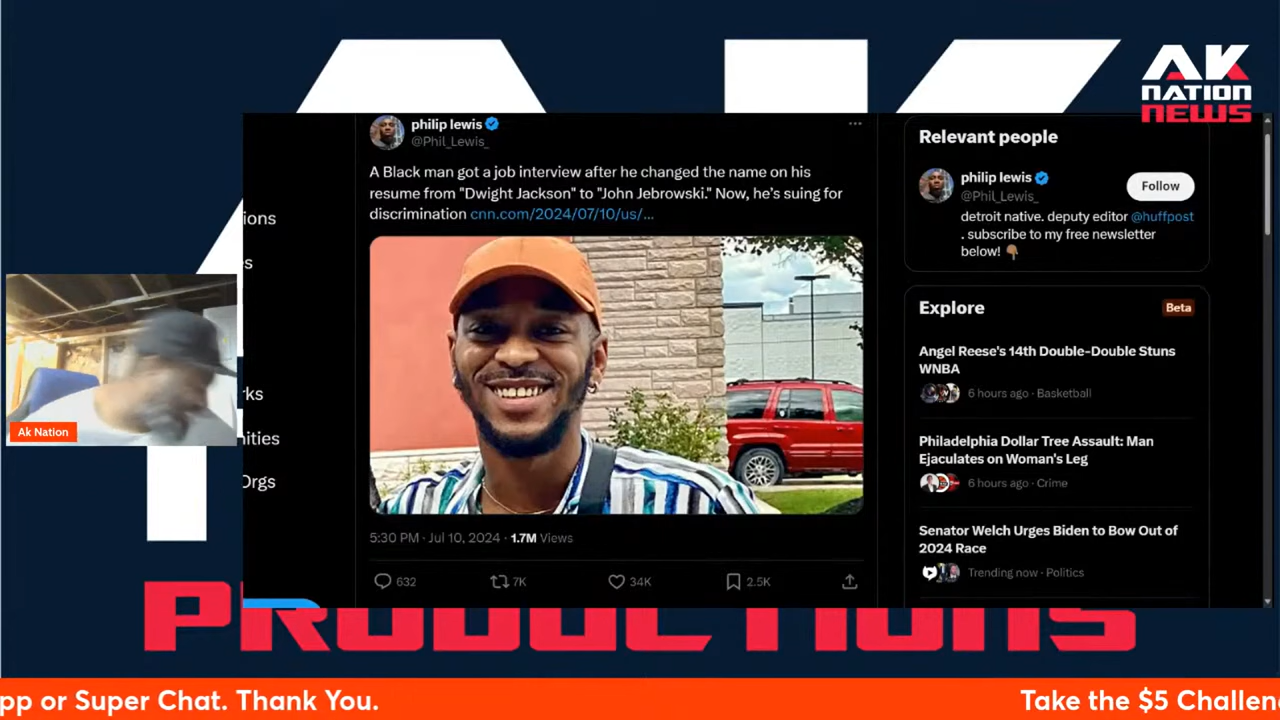 AK
NATION
NEWS
philip lewis
@Phil_Lewis_
A Black man got a job interview after he changed the name on his
resume from "Dwight Jackson" to "John Jebrowski." Now, he's suing for
discrimination cnn.com/2024/07/10/us/...
5:30 PM · Jul 10, 2024 · 1.7M Views
632
7K
34K
2.5K
Relevant people
philip lewis
@Phil_Lewis_
Follow
detroit native. deputy editor @huffpost
. subscribe to my free newsletter
below!
Explore
Beta
Angel Reese's 14th Double-Double Stuns
WNBA
6 hours ago · Basketball
Philadelphia Dollar Tree Assault: Man
Ejaculates on Woman's Leg
6 hours ago · Crime
Senator Welch Urges Biden to Bow Out of
2024 Race
Trending now · Politics
ions
s
rks
ities
Orgs
Ak Nation
PRODUCTIONS
pp or Super Chat. Thank You.
Take the $5 Challen